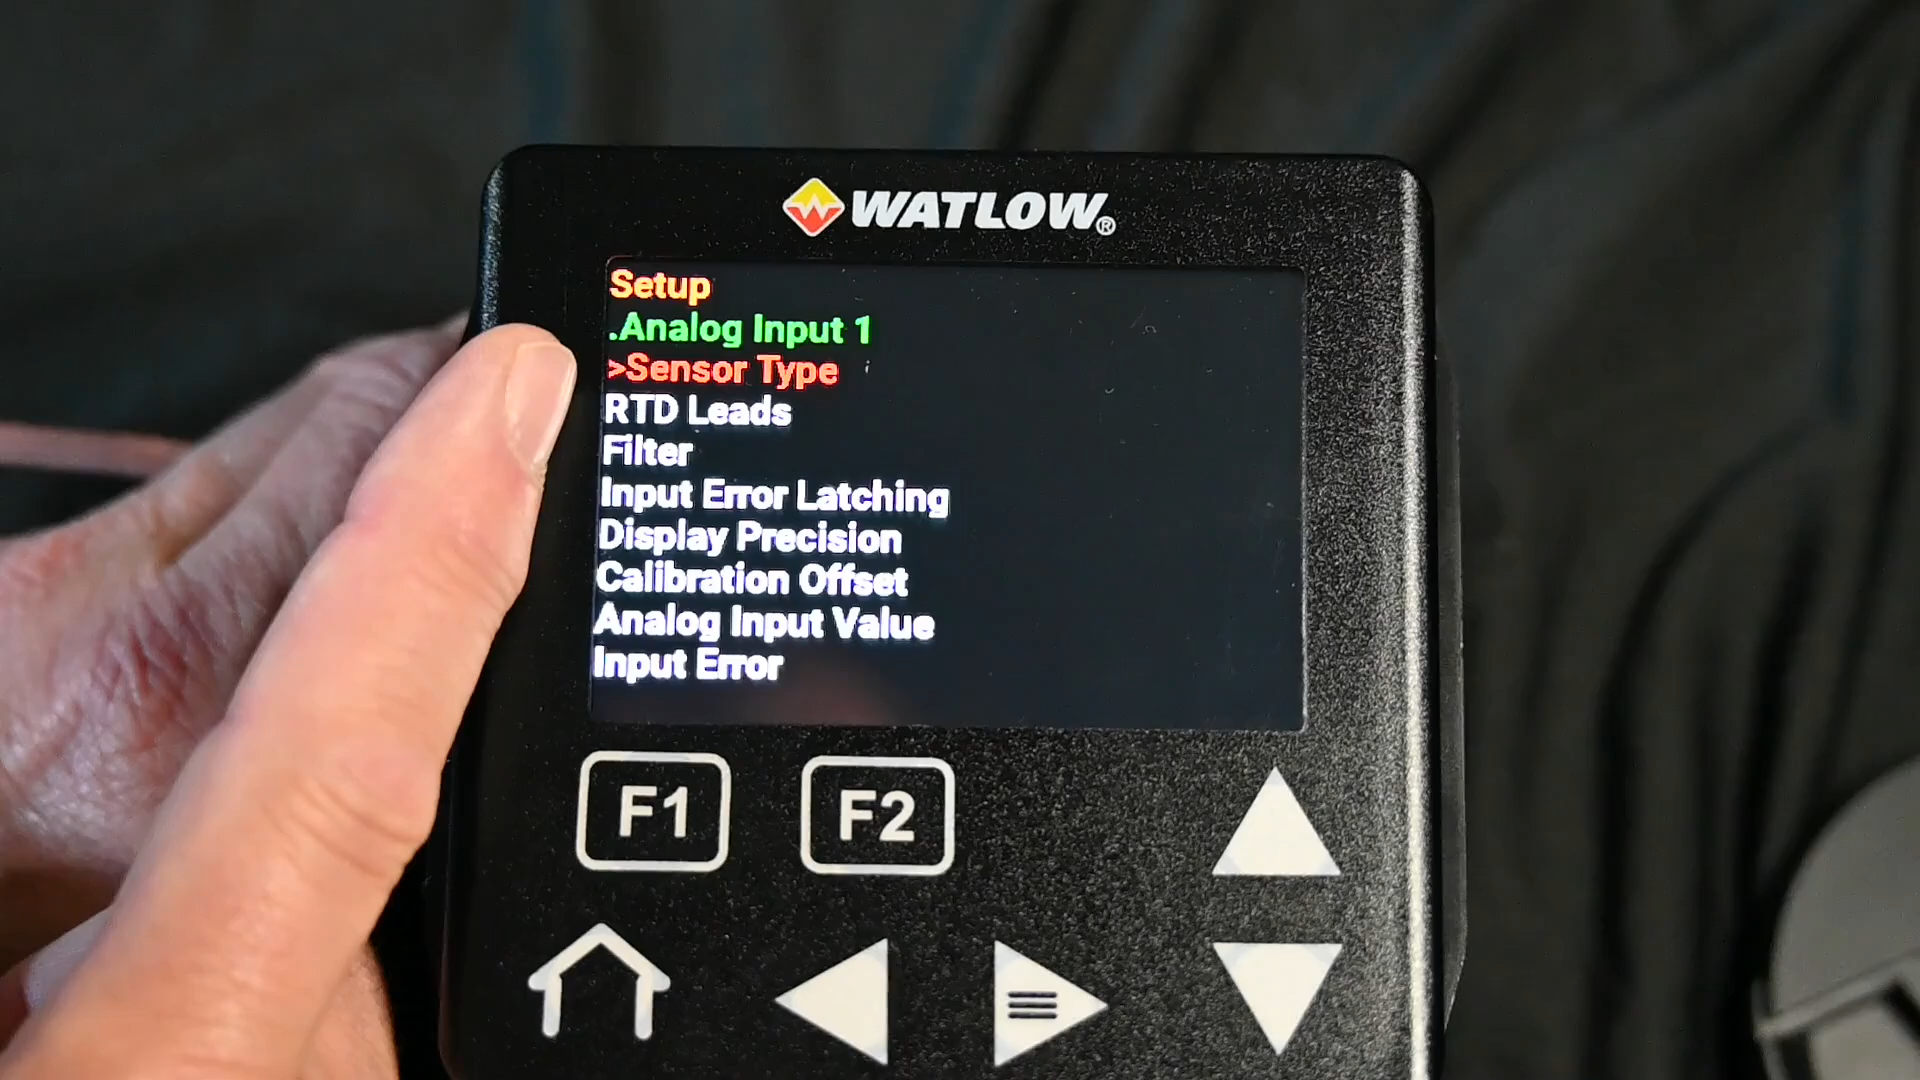 WATLOW®
Setup
.Analog Input 1
>Sensor Type
RTD Leads
Filter
Input Error Latching
Display Precision
Calibration Offset
Analog Input Value
Input Error
F1 F2